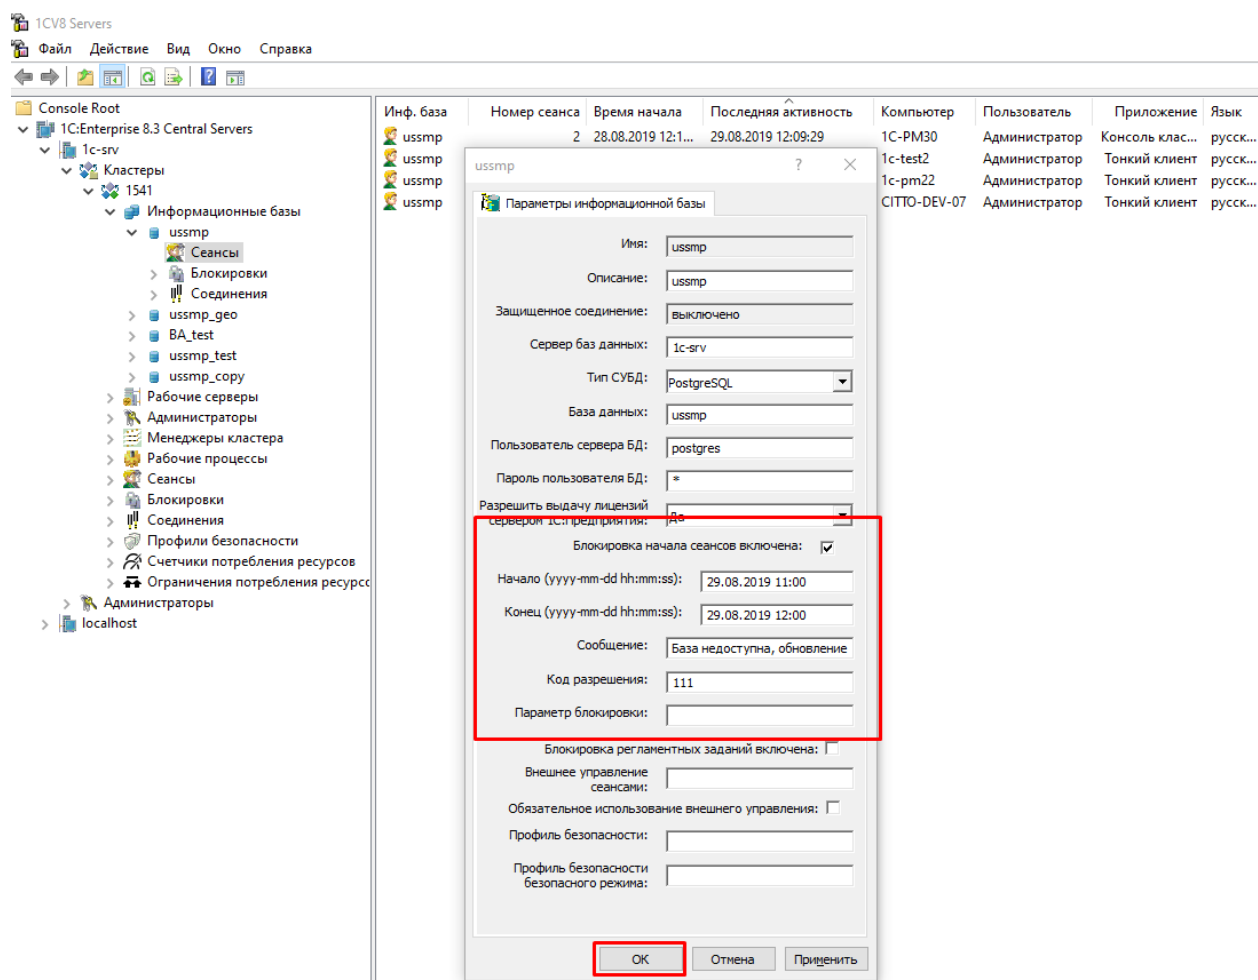 1CV8 Servers
Файл Действие Вид Окно Справка
Console Root
1C:Enterprise 8.3 Central Servers
1c-srv
Кластеры
1541
Информационные базы
ussmp
Сеансы
Блокировки
Соединения
ussmp_geo
BA_test
ussmp_test
ussmp_copy
Рабочие серверы
Администраторы
Менеджеры кластера
Рабочие процессы
Сеансы
Блокировки
Соединения
Профили безопасности
Счетчики потребления ресурсов
Ограничения потребления ресурсс
Администраторы
localhost
Инф. база Номер сеанса Время начала Последняя активность Компьютер Пользователь Приложение Язык
ussmp 2 28.08.2019 12:1... 29.08.2019 12:09:29 1C-PM30 Администратор Консоль клас... русск...
ussmp 1c-test2 Администратор Тонкий клиент русск...
ussmp 1c-pm22 Администратор Тонкий клиент русск...
ussmp CITTO-DEV-07 Администратор Тонкий клиент русск...
ussmp ?
Параметры информационной базы
Имя: ussmp
Описание: ussmp
Защищенное соединение: выключено
Сервер баз данных: 1c-srv
Тип СУБД: PostgreSQL
База данных: ussmp
Пользователь сервера БД: postgres
Пароль пользователя БД: *
Разрешить выдачу лицензий
сервером 1С:Предприятия: Да
Блокировка начала сеансов включена:
Начало (yyyy-mm-dd hh:mm:ss): 29.08.2019 11:00
Конец (yyyy-mm-dd hh:mm:ss): 29.08.2019 12:00
Сообщение: База недоступна, обновление
Код разрешения: 111
Параметр блокировки:
Блокировка регламентных заданий включена:
Внешнее управление
сеансами:
Обязательное использование внешнего управления:
Профиль безопасности:
Профиль безопасности
безопасного режима:
OK Отмена Применить